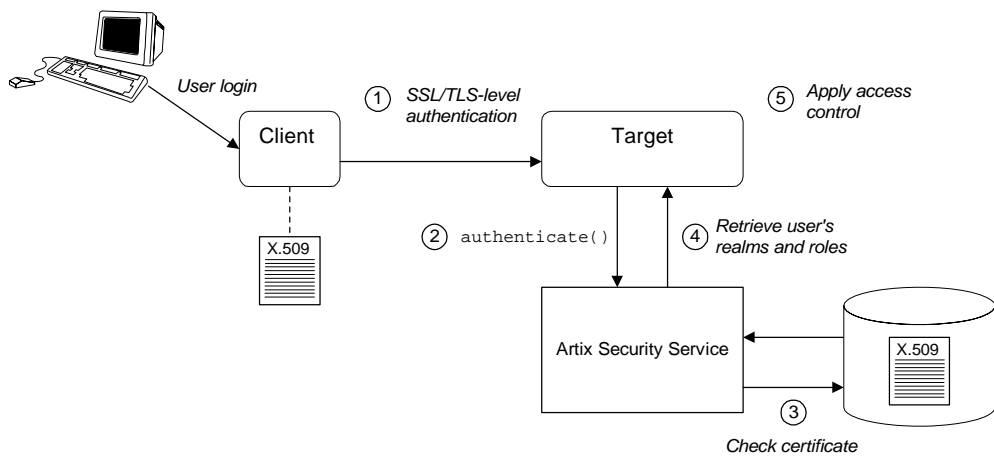 User login
Client
X.509
1
SSL/TLS-level
authentication
Target
5
Apply access
control
2
authenticate()
4
Retrieve user's
realms and roles
Artix Security Service
X.509
3
Check certificate